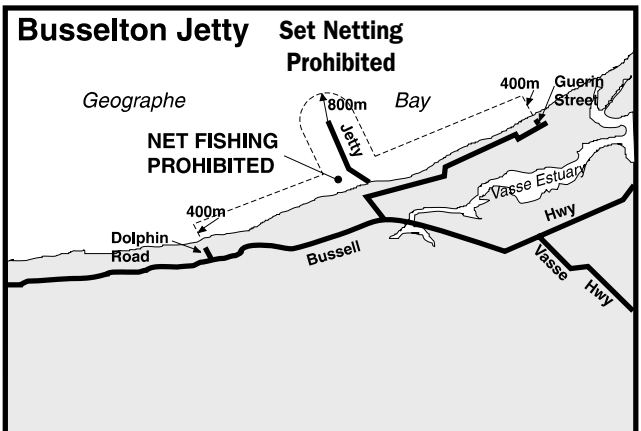 Busselton Jetty
Set Netting
Prohibited
Geographe
Bay
800m
400m
Guerin
Street
Jetty
NET FISHING
PROHIBITED
Vasse Estuary
400m
Hwy
Dolphin
Road
Bussell
Vasse
Hwy